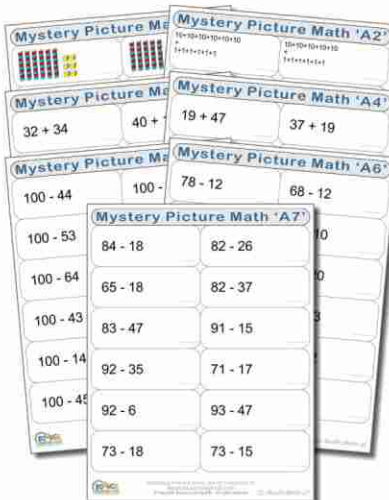 Mystery Picture Ma
Mystery Picture Math 'A2'
10+10+10+10+10+10
+
1+1+1+1+1+1
10+10+10+10+10
+
1+1+1+1+1+1+1
Mystery Picture Ma
32 + 34
40 +
Mystery Picture Math 'A4'
19 + 47
37 + 19
Mystery Picture Ma
100 - 44
100 -
100 - 53
100 - 64
100 - 43
100 - 14
100 - 45
Mystery Picture Math 'A6'
78 - 12
68 - 12
10
Mystery Picture Math 'A7'
84 - 18
82 - 26
65 - 18
82 - 37
83 - 47
91 - 15
92 - 35
71 - 17
92 - 6
93 - 47
73 - 18
73 - 15